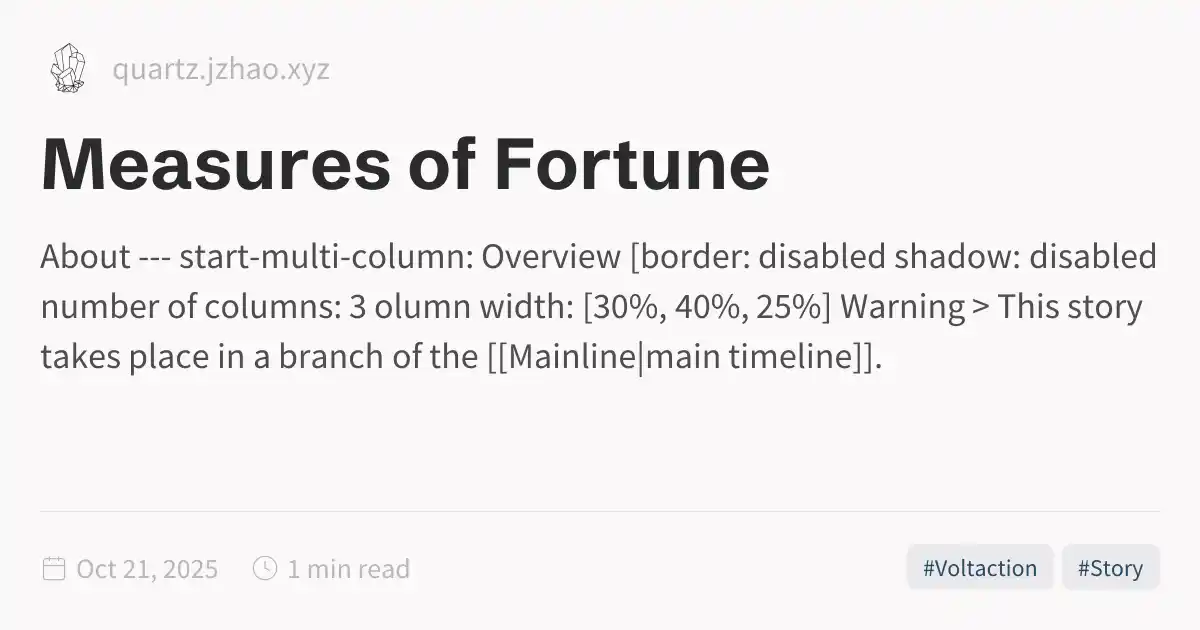 quartz.jzhao.xyz
Measures of Fortune
About --- start-multi-column: Overview [border: disabled shadow: disabled
number of columns: 3 olumn width: [30%, 40%, 25%] Warning > This story
takes place in a branch of the [[Mainline|main timeline]].
Oct 21, 2025 1 min read #Voltaction #Story